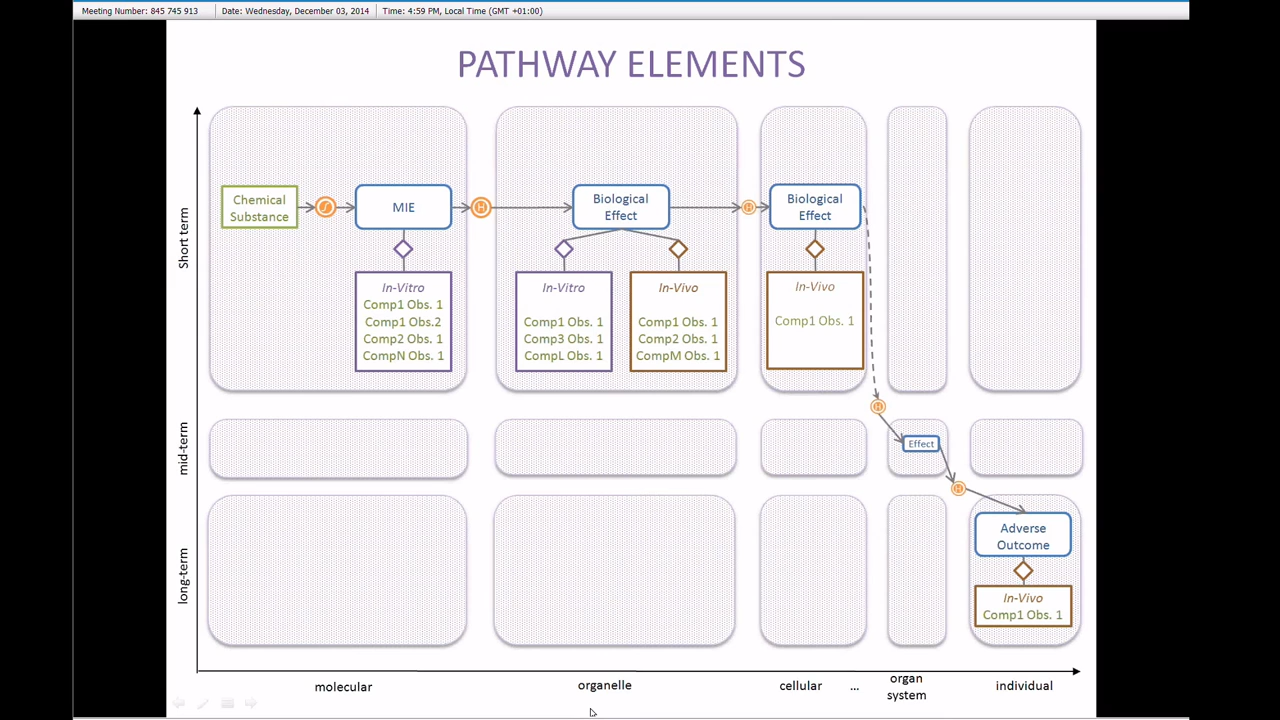 Meeting Number: 845 745 913
Date: Wednesday, December 03, 2014
Time: 4:59 PM, Local Time (GMT +01:00)
PATHWAY ELEMENTS
Short term
Chemical
Substance
MIE
In-Vitro
Comp1 Obs. 1
Comp1 Obs.2
Comp2 Obs. 1
CompN Obs. 1
H
Biological
Effect
In-Vitro
Comp1 Obs. 1
Comp3 Obs. 1
CompL Obs. 1
In-Vivo
Comp1 Obs. 1
Comp2 Obs. 1
CompM Obs. 1
H
Biological
Effect
In-Vivo
Comp1 Obs. 1
mid-term
H
Effect
H
long-term
Adverse
Outcome
In-Vivo
Comp1 Obs. 1
molecular
organelle
cellular
...
organ
system
individual